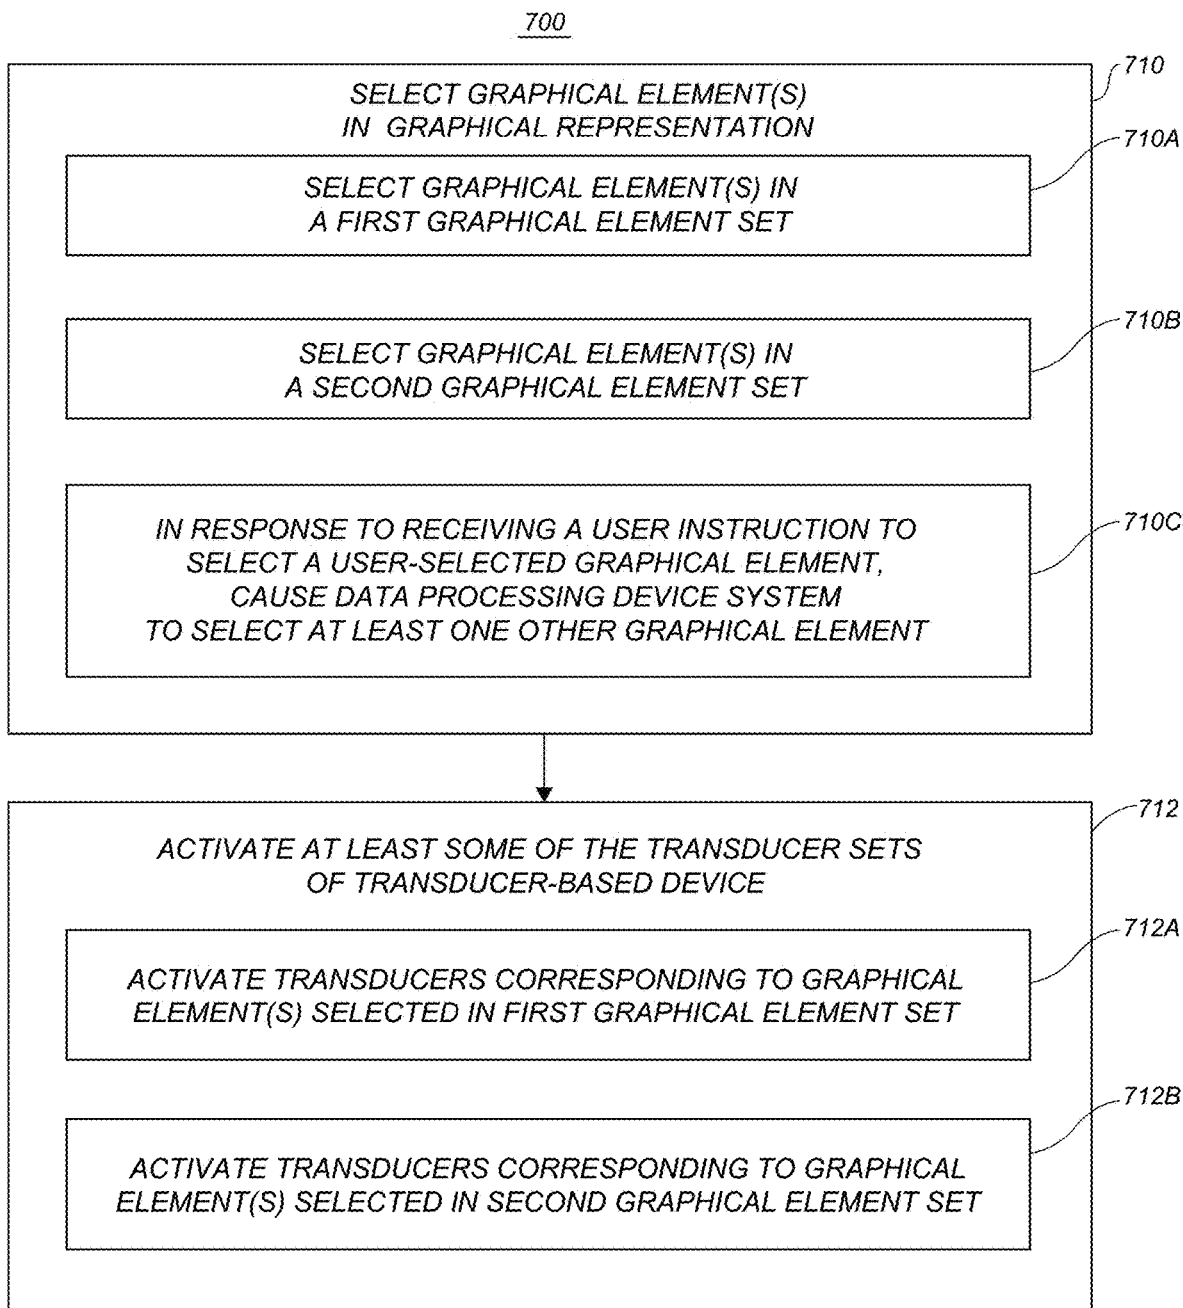 700
710
SELECT GRAPHICAL ELEMENT(S)
IN GRAPHICAL REPRESENTATION
710A
SELECT GRAPHICAL ELEMENT(S) IN
A FIRST GRAPHICAL ELEMENT SET
710B
SELECT GRAPHICAL ELEMENT(S) IN
A SECOND GRAPHICAL ELEMENT SET
710C
IN RESPONSE TO RECEIVING A USER INSTRUCTION TO
SELECT A USER-SELECTED GRAPHICAL ELEMENT,
CAUSE DATA PROCESSING DEVICE SYSTEM
TO SELECT AT LEAST ONE OTHER GRAPHICAL ELEMENT
712
ACTIVATE AT LEAST SOME OF THE TRANSDUCER SETS
OF TRANSDUCER-BASED DEVICE
712A
ACTIVATE TRANSDUCERS CORRESPONDING TO GRAPHICAL
ELEMENT(S) SELECTED IN FIRST GRAPHICAL ELEMENT SET
712B
ACTIVATE TRANSDUCERS CORRESPONDING TO GRAPHICAL
ELEMENT(S) SELECTED IN SECOND GRAPHICAL ELEMENT SET